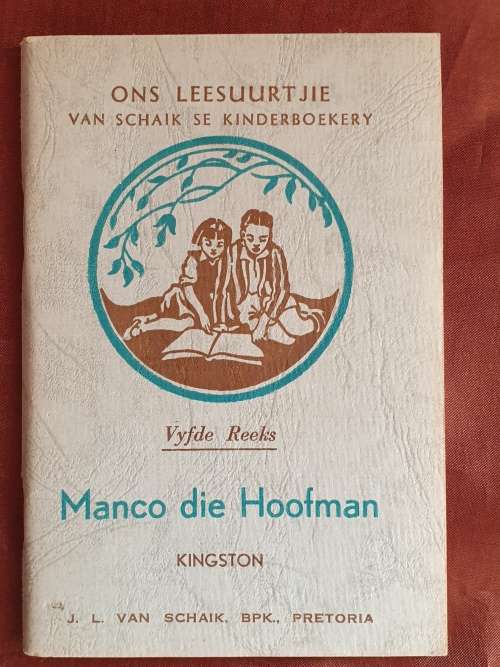 ONS LEESUURTJIE
VAN SCHAIK SE KINDERBOEKERY
Vyfde Reeks
Manco die Hoofman
KINGSTON
J. L. VAN SCHAIK, BPK., PRETORIA